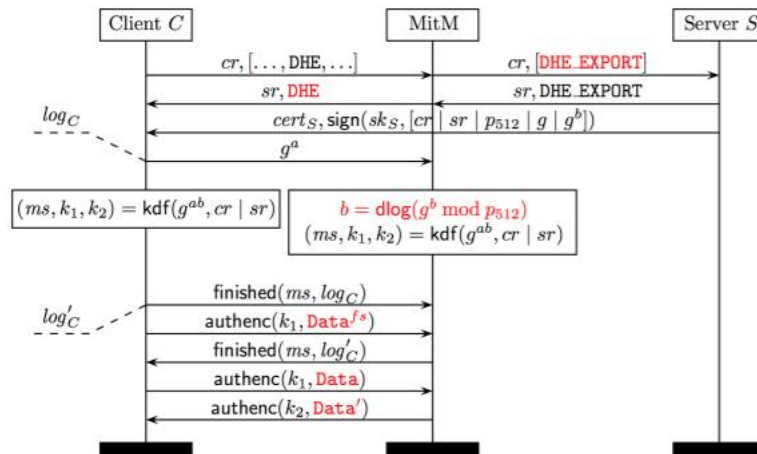 Client C MitM Server S
cr, [..., DHE, ...] cr, [DHE_EXPORT]
sr, DHE sr, DHE_EXPORT
log_C cert_S, sign(sk_S, [cr | sr | p_512 | g | g^b])
g^a
(ms, k_1, k_2) = kdf(g^{ab}, cr | sr) b = dlog(g^b mod p_512)
(ms, k_1, k_2) = kdf(g^{ab}, cr | sr)
finished(ms, log_C)
log'_C authenc(k_1, Data^{fs})
finished(ms, log'_C)
authenc(k_1, Data)
authenc(k_2, Data')